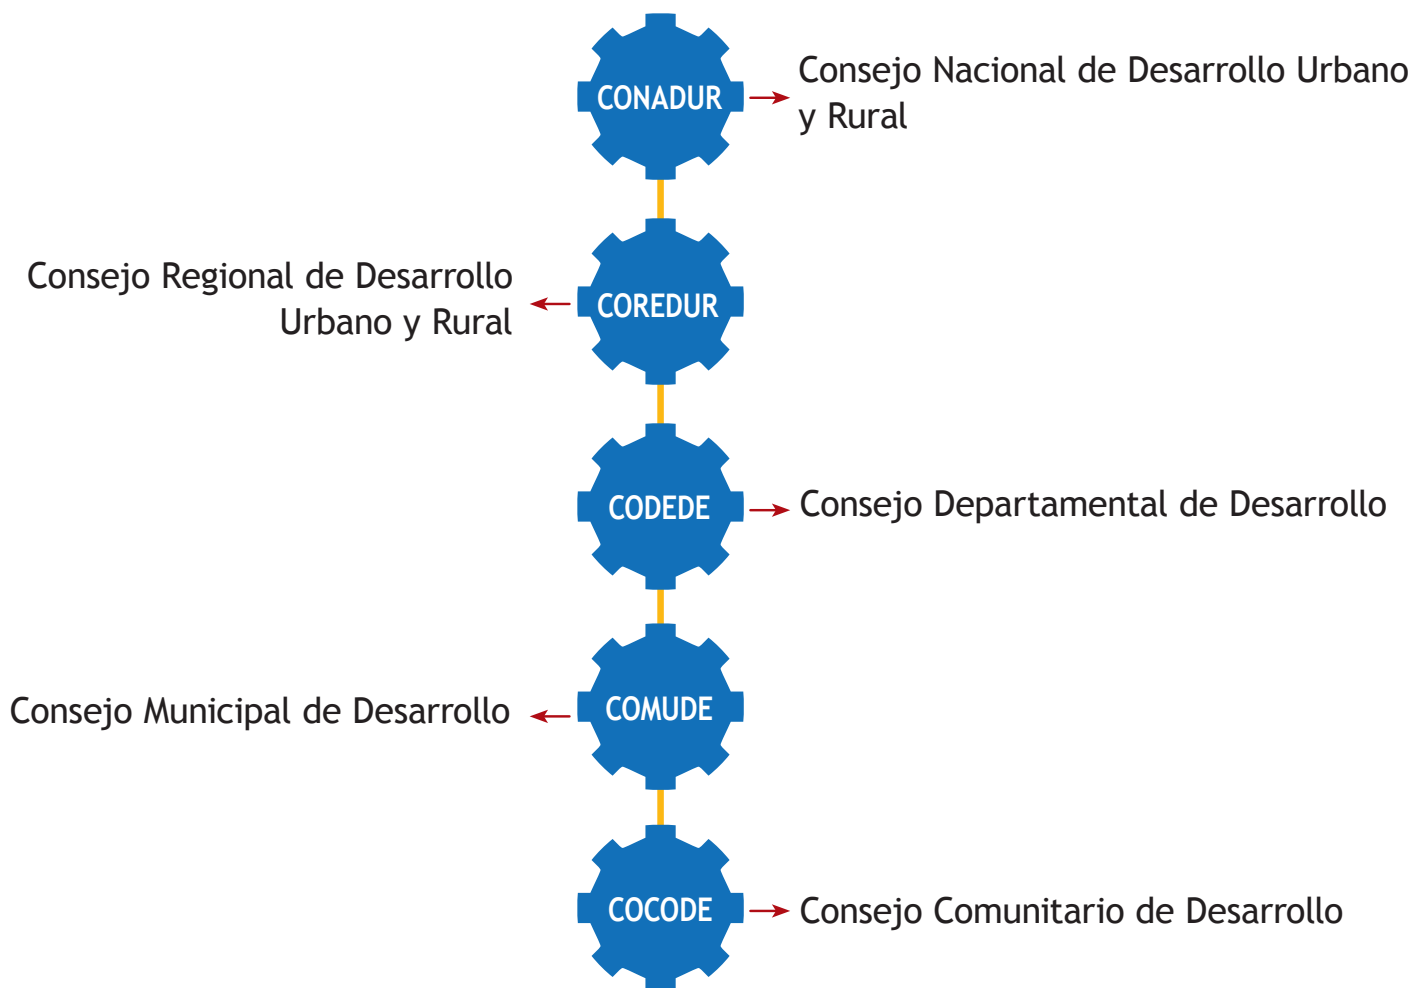 CONADUR
Consejo Nacional de Desarrollo Urbano
y Rural
Consejo Regional de Desarrollo
Urbano y Rural
COREDUR
CODEDE
Consejo Departamental de Desarrollo
Consejo Municipal de Desarrollo
COMUDE
COCODE
Consejo Comunitario de Desarrollo